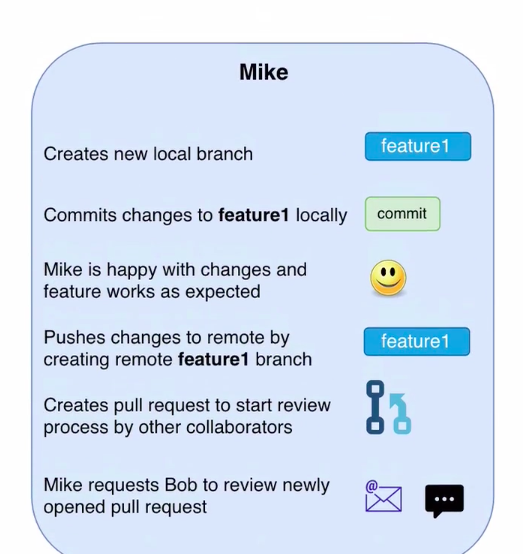 Mike
Creates new local branch
feature1
Commits changes to feature1 locally
commit
Mike is happy with changes and
feature works as expected
Pushes changes to remote by
creating remote feature1 branch
feature1
Creates pull request to start review
process by other collaborators
Mike requests Bob to review newly
opened pull request
@